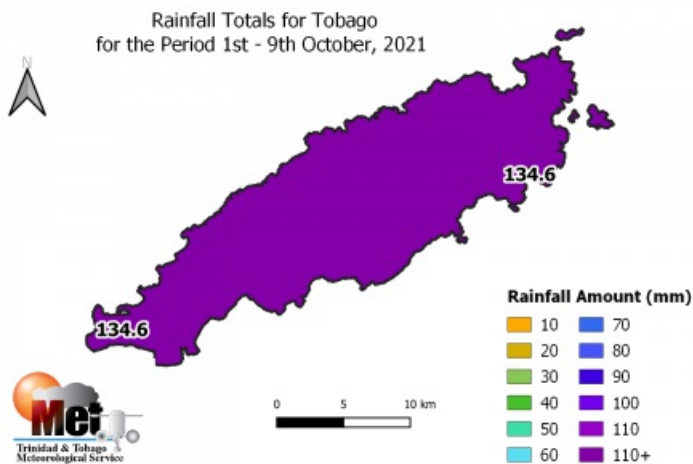 Rainfall Totals for Tobago
for the Period 1st - 9th October, 2021
N
134.6
134.6
Rainfall Amount (mm)
10 70
20 80
30 90
40 100
50 110
60 110+
0 5 10 km
Met
Trinidad & Tobago
Meteorological Service